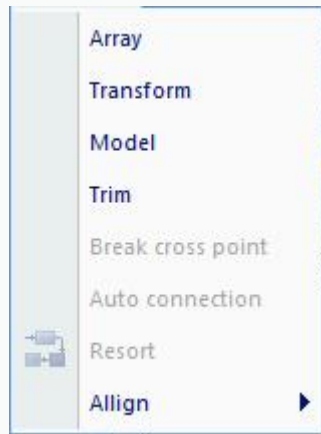 Array
Transform
Model
Trim
Break cross point
Auto connection
Resort
Allign